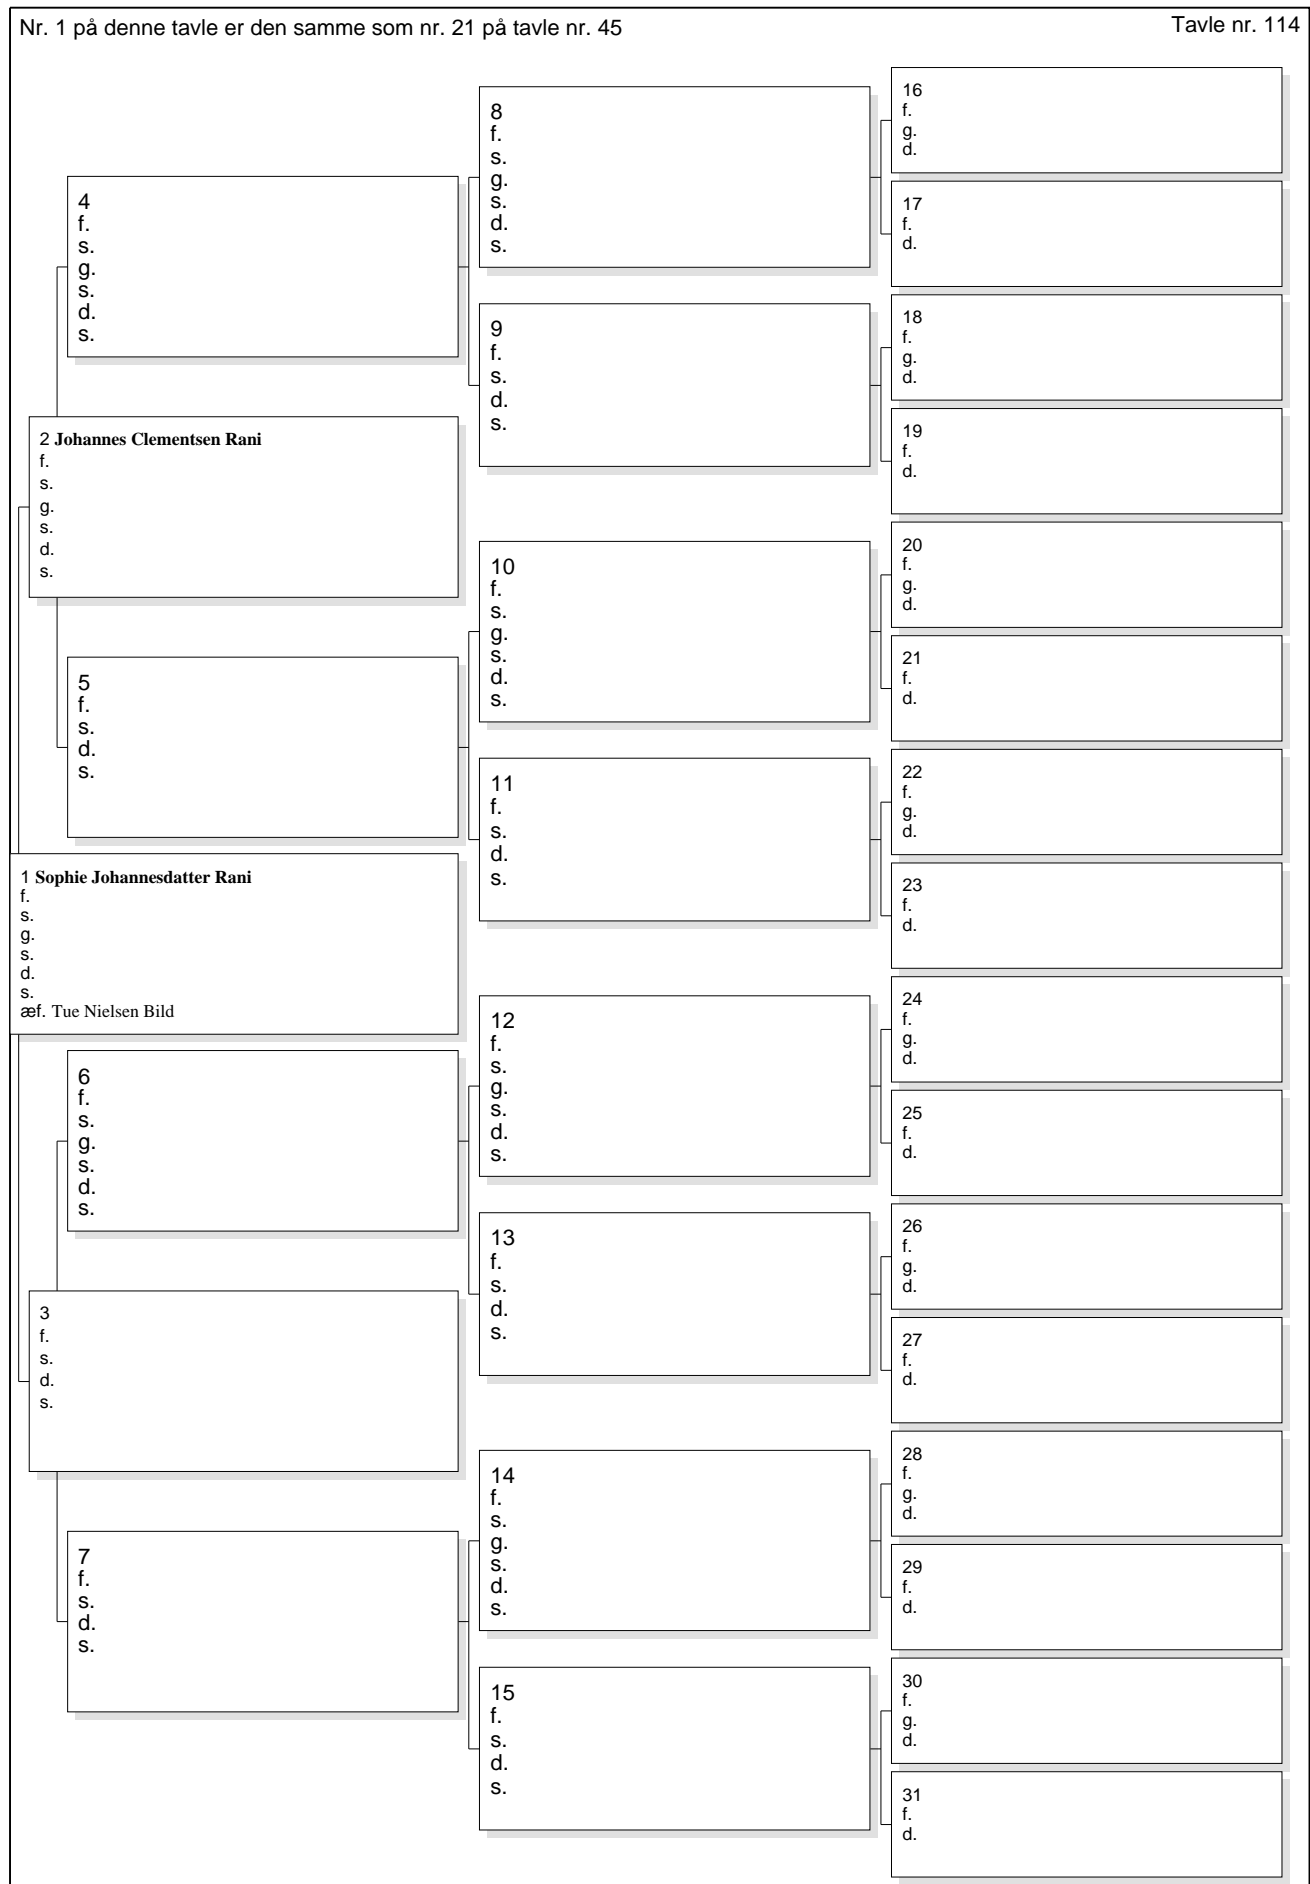 Nr. 1 på denne tavle er den samme som nr. 21 på tavle nr. 45
Tavle nr. 114
1 Sophie Johannesdatter Rani
f.
s.
g.
s.
d.
s.
æf. Tue Nielsen Bild
2 Johannes Clementsen Rani
f.
s.
g.
s.
d.
s.
3
f.
s.
d.
s.
4
f.
s.
g.
s.
d.
s.
5
f.
s.
d.
s.
6
f.
s.
g.
s.
d.
s.
7
f.
s.
d.
s.
8
f.
s.
g.
s.
d.
s.
9
f.
s.
d.
s.
10
f.
s.
g.
s.
d.
s.
11
f.
s.
d.
s.
12
f.
s.
g.
s.
d.
s.
13
f.
s.
d.
s.
14
f.
s.
g.
s.
d.
s.
15
f.
s.
d.
s.
16
f.
g.
d.
17
f.
d.
18
f.
g.
d.
19
f.
d.
20
f.
g.
d.
21
f.
d.
22
f.
g.
d.
23
f.
d.
24
f.
g.
d.
25
f.
d.
26
f.
g.
d.
27
f.
d.
28
f.
g.
d.
29
f.
d.
30
f.
g.
d.
31
f.
d.